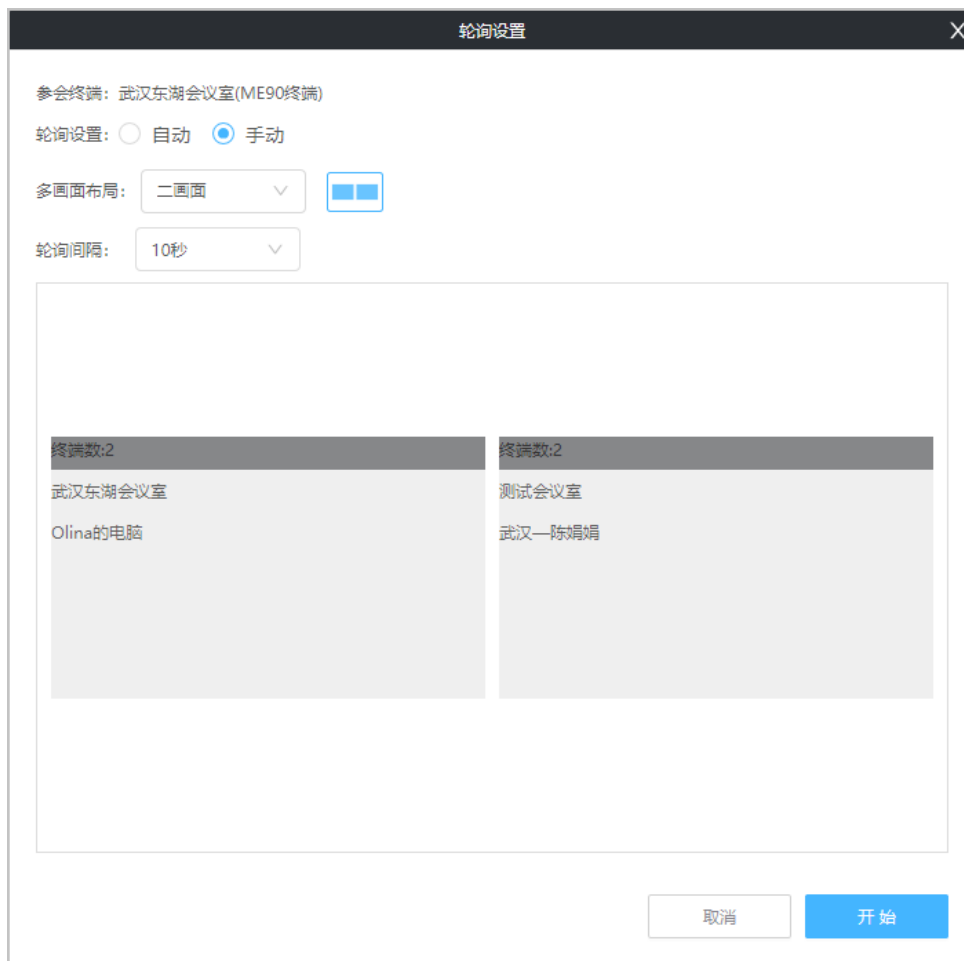 轮询设置 X
参会终端：武汉东湖会议室(ME90终端)
轮询设置： 自动 手动
多画面布局： 二画面
轮询间隔： 10秒
终端数:2 终端数:2
武汉东湖会议室 测试会议室
Olina的电脑 武汉—陈娟娟
取消 开 始